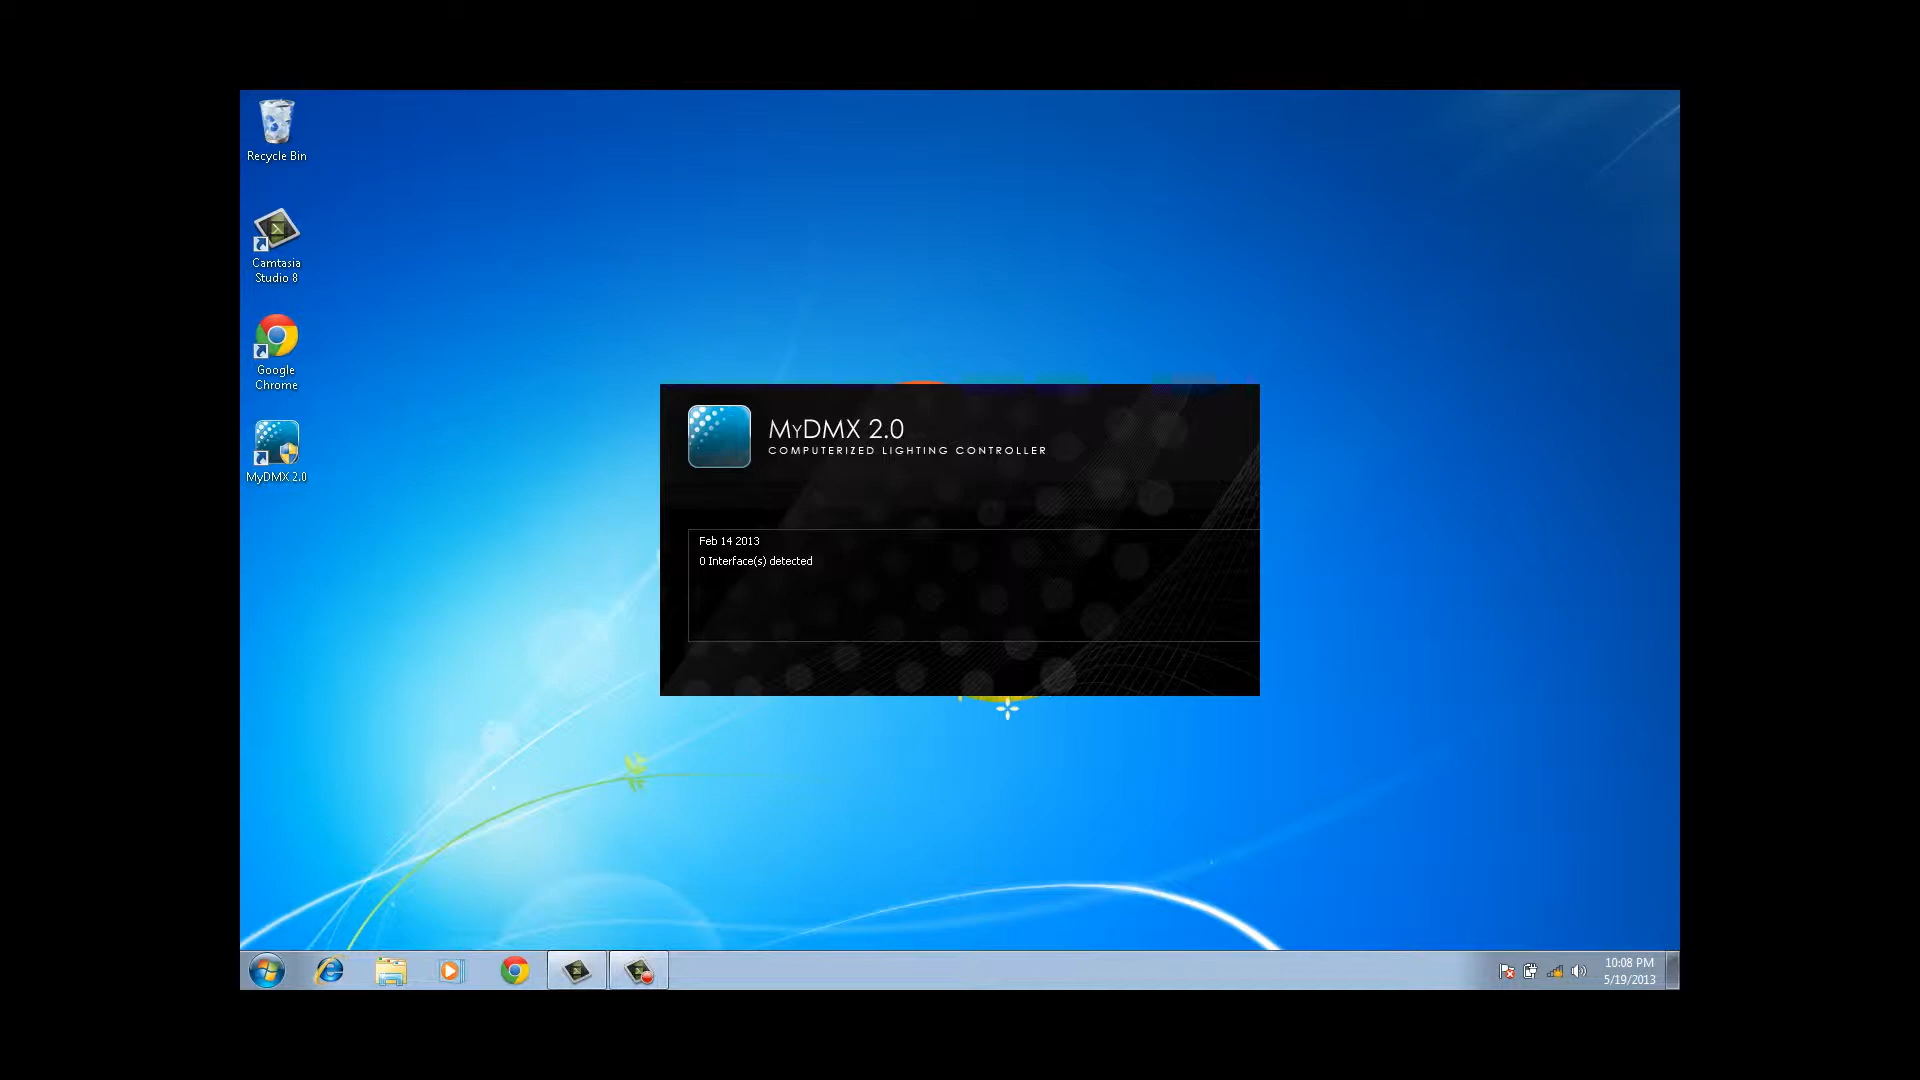 Recycle Bin
Camtasia
Studio 8
Google
Chrome
MyDMX 2.0
MyDMX 2.0
COMPUTERIZED LIGHTING CONTROLLER
Feb 14 2013
0 Interface(s) detected
10:08 PM
5/19/2013